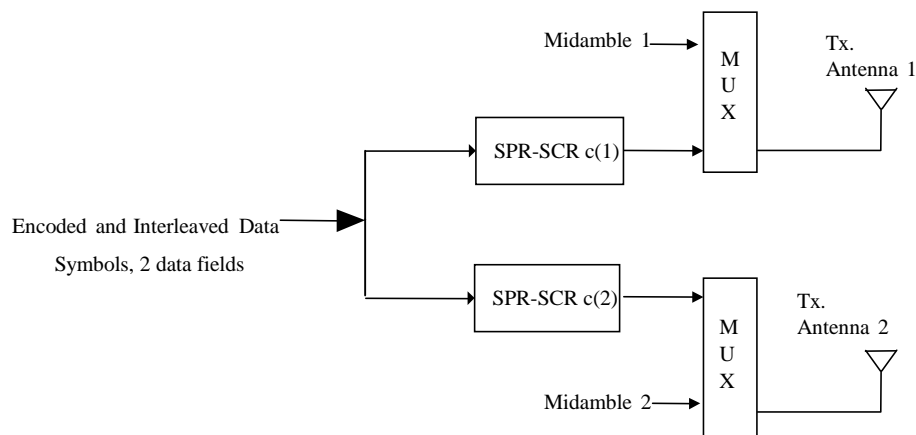 Midamble 1
M
U
X
Tx.
Antenna 1
SPR-SCR c(1)
Encoded and Interleaved Data
Symbols, 2 data fields
SPR-SCR c(2)
Tx.
Antenna 2
M
U
X
Midamble 2